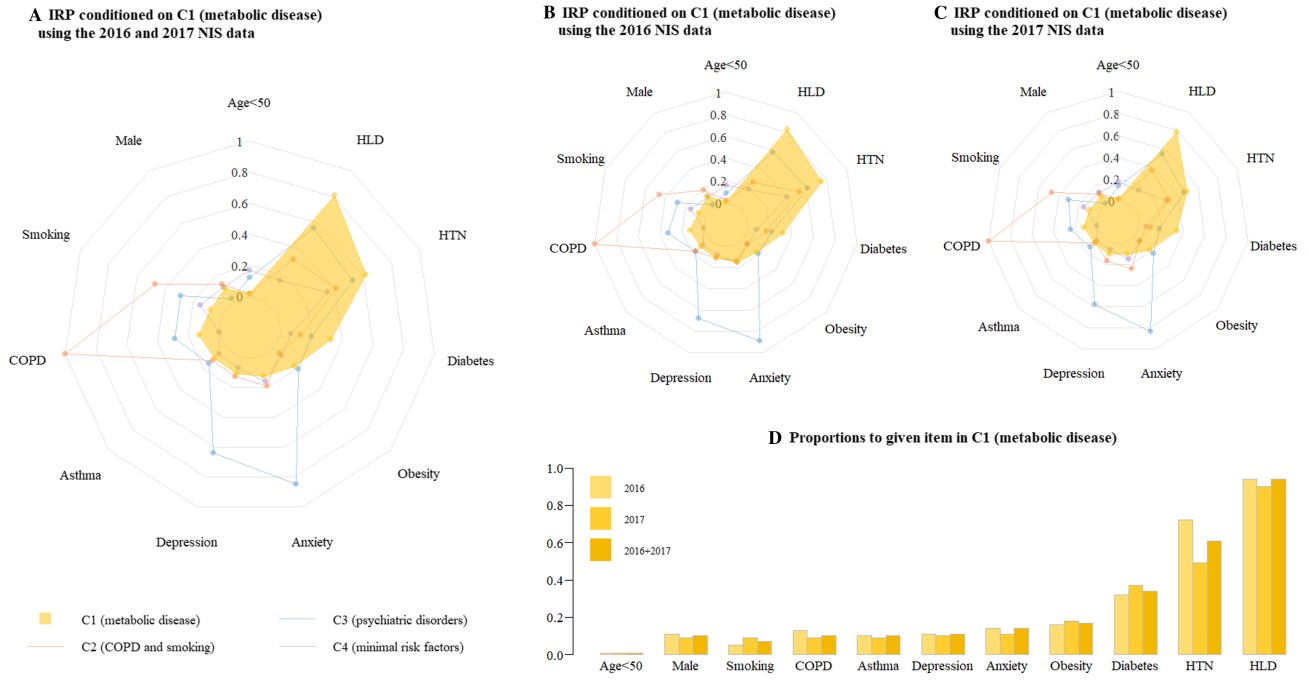 A IRP conditioned on C1 (metabolic disease)
using the 2016 and 2017 NIS data
Age<50
HLD
HTN
Diabetes
Obesity
Anxiety
Depression
Asthma
COPD
Smoking
Male
1
0.8
0.6
0.4
0.2
0
C1 (metabolic disease)
C2 (COPD and smoking)
C3 (psychiatric disorders)
C4 (minimal risk factors)
B IRP conditioned on C1 (metabolic disease)
using the 2016 NIS data
Age<50
HLD
HTN
Diabetes
Obesity
Anxiety
Depression
Asthma
COPD
Smoking
Male
1
0.8
0.6
0.4
0.2
0
C IRP conditioned on C1 (metabolic disease)
using the 2017 NIS data
Age<50
HLD
HTN
Diabetes
Obesity
Anxiety
Depression
Asthma
COPD
Smoking
Male
1
0.8
0.6
0.4
0.2
0
D Proportions to given item in C1 (metabolic disease)
1.0
0.8
0.6
0.4
0.2
0.0
2016
2017
2016+2017
Age<50 Male Smoking COPD Asthma Depression Anxiety Obesity Diabetes HTN HLD